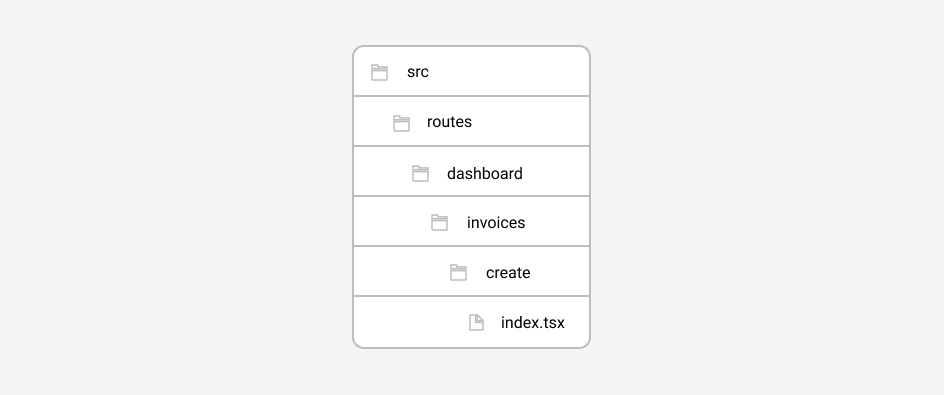 src
routes
dashboard
invoices
create
index.tsx